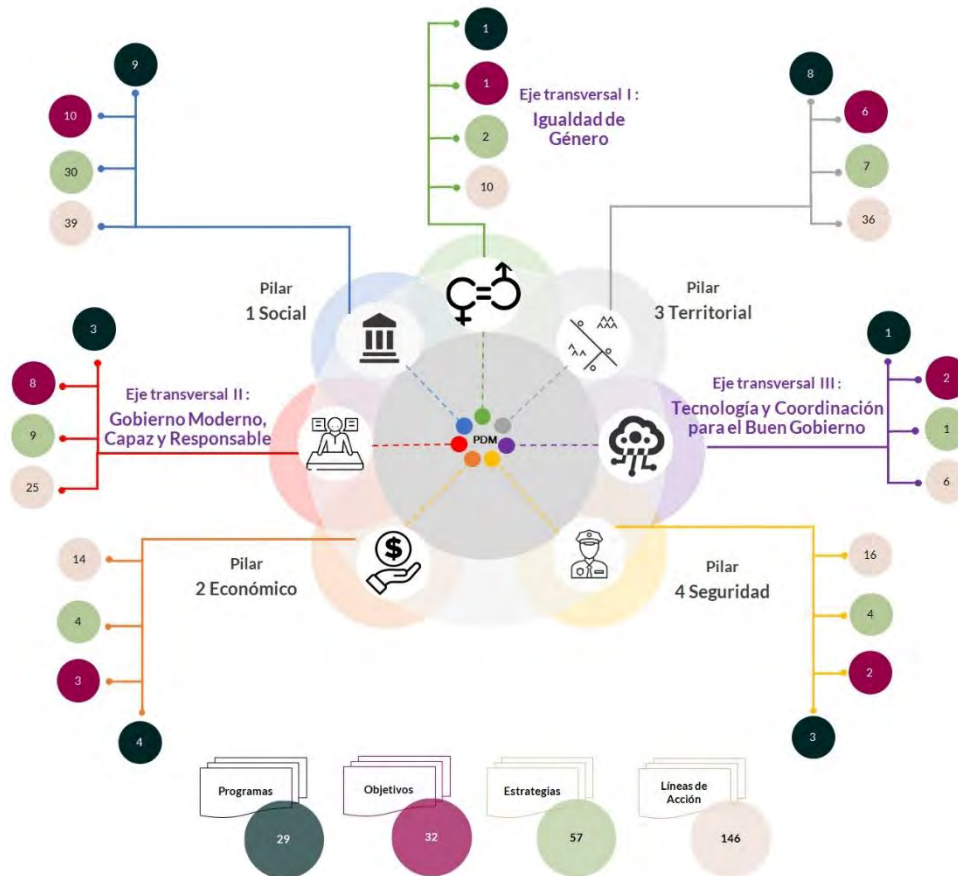 1
9
8
1
6
10
Eje transversal I :
Igualdad de
Género
2
7
30
10
39
36
Pilar
1 Social
Pilar
3 Territorial
3
1
8
Eje transversal II :
Gobierno Moderno,
Capaz y Responsable
9
25
PDM
Eje transversal III :
Tecnología y Coordinación
para el Buen Gobierno
2
1
6
14
Pilar
2 Económico
$
4
3
4
Pilar
4 Seguridad
16
4
2
3
Programas
29
Objetivos
32
Estrategias
57
Líneas de
Acción
146